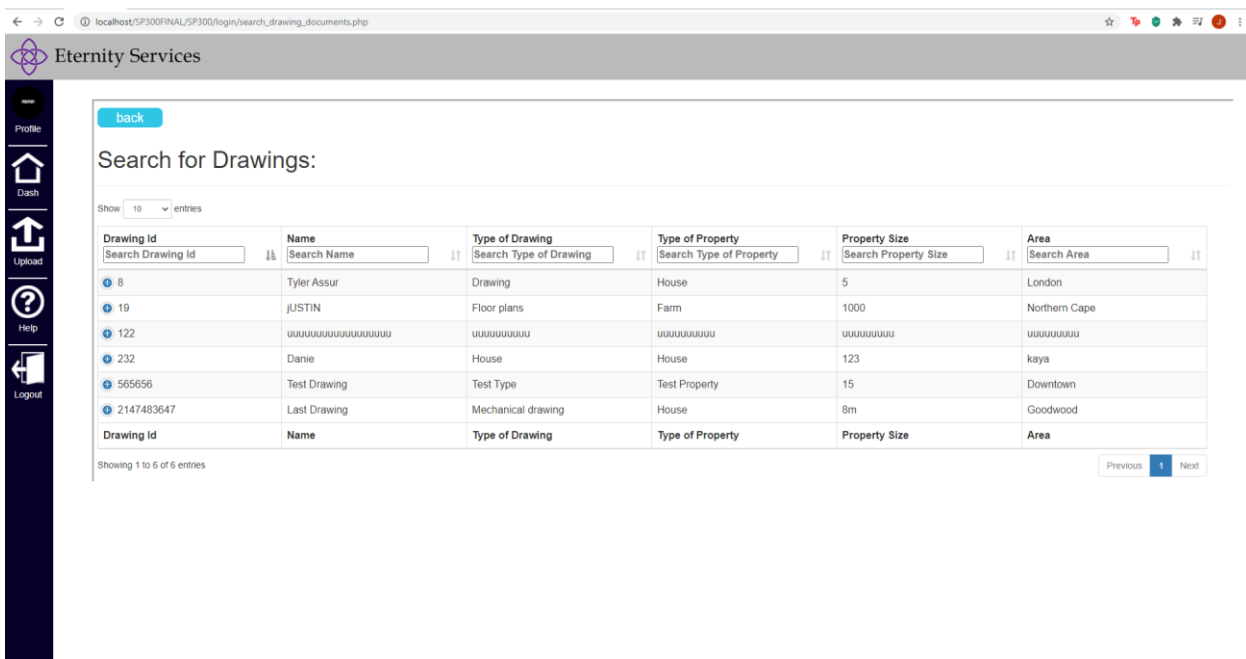 localhost/SP300FINAL/SP300/login/search_drawing_documents.php
Tp J
Eternity Services
Profile
Dash
Upload
Help
Logout
back
Search for Drawings:
Show 10 entries
Drawing Id Name Type of Drawing Type of Property Property Size Area
Search Drawing Id Search Name Search Type of Drawing Search Type of Property Search Property Size Search Area
8 Tyler Assur Drawing House 5 London
19 jUSTIN Floor plans Farm 1000 Northern Cape
122 uuuuuuuuuuuuuuuuu uuuuuuuuuu uuuuuuuuuu uuuuuuuuu uuuuuuuuu
232 Danie House House 123 kaya
565656 Test Drawing Test Type Test Property 15 Downtown
2147483647 Last Drawing Mechanical drawing House 8m Goodwood
Drawing Id Name Type of Drawing Type of Property Property Size Area
Showing 1 to 6 of 6 entries
Previous 1 Next